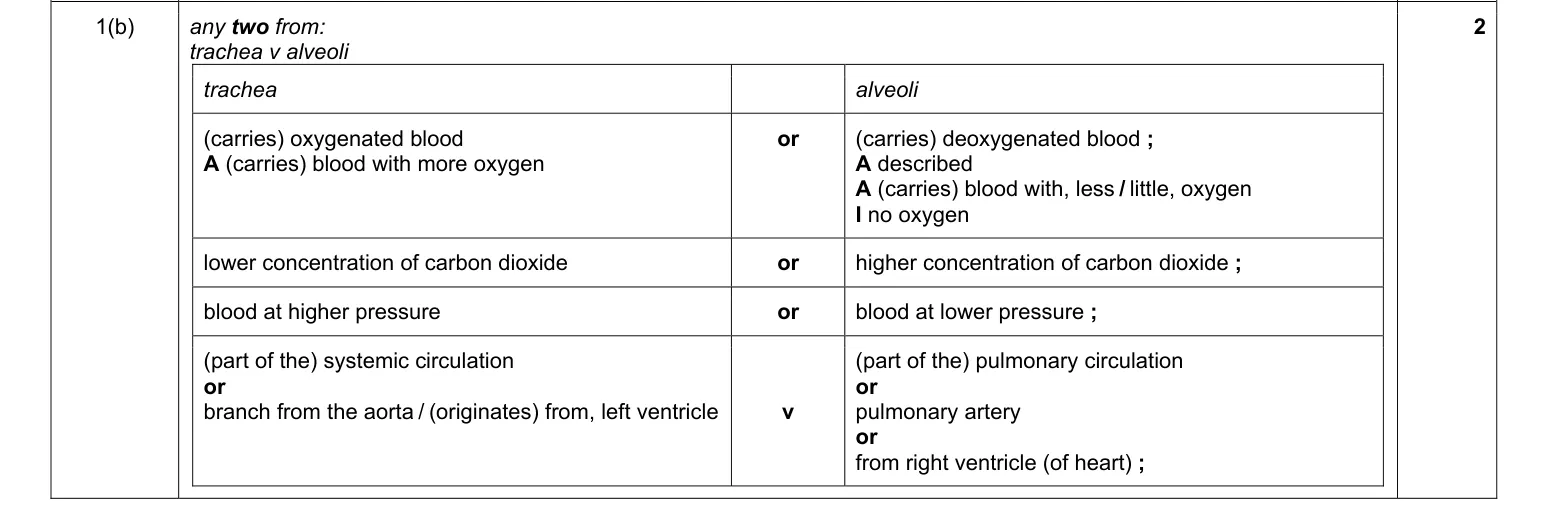 1(b)
any two from:
2
trachea v alveoli
trachea
alveoli
(carries) oxygenated blood
A (carries) blood with more oxygen
or
(carries) deoxygenated blood ;
A described
A (carries) blood with, less / little, oxygen
I no oxygen
lower concentration of carbon dioxide
or
higher concentration of carbon dioxide ;
blood at higher pressure
or
blood at lower pressure ;
(part of the) systemic circulation
or
branch from the aorta / (originates) from, left ventricle
v
(part of the) pulmonary circulation
or
pulmonary artery
or
from right ventricle (of heart) ;